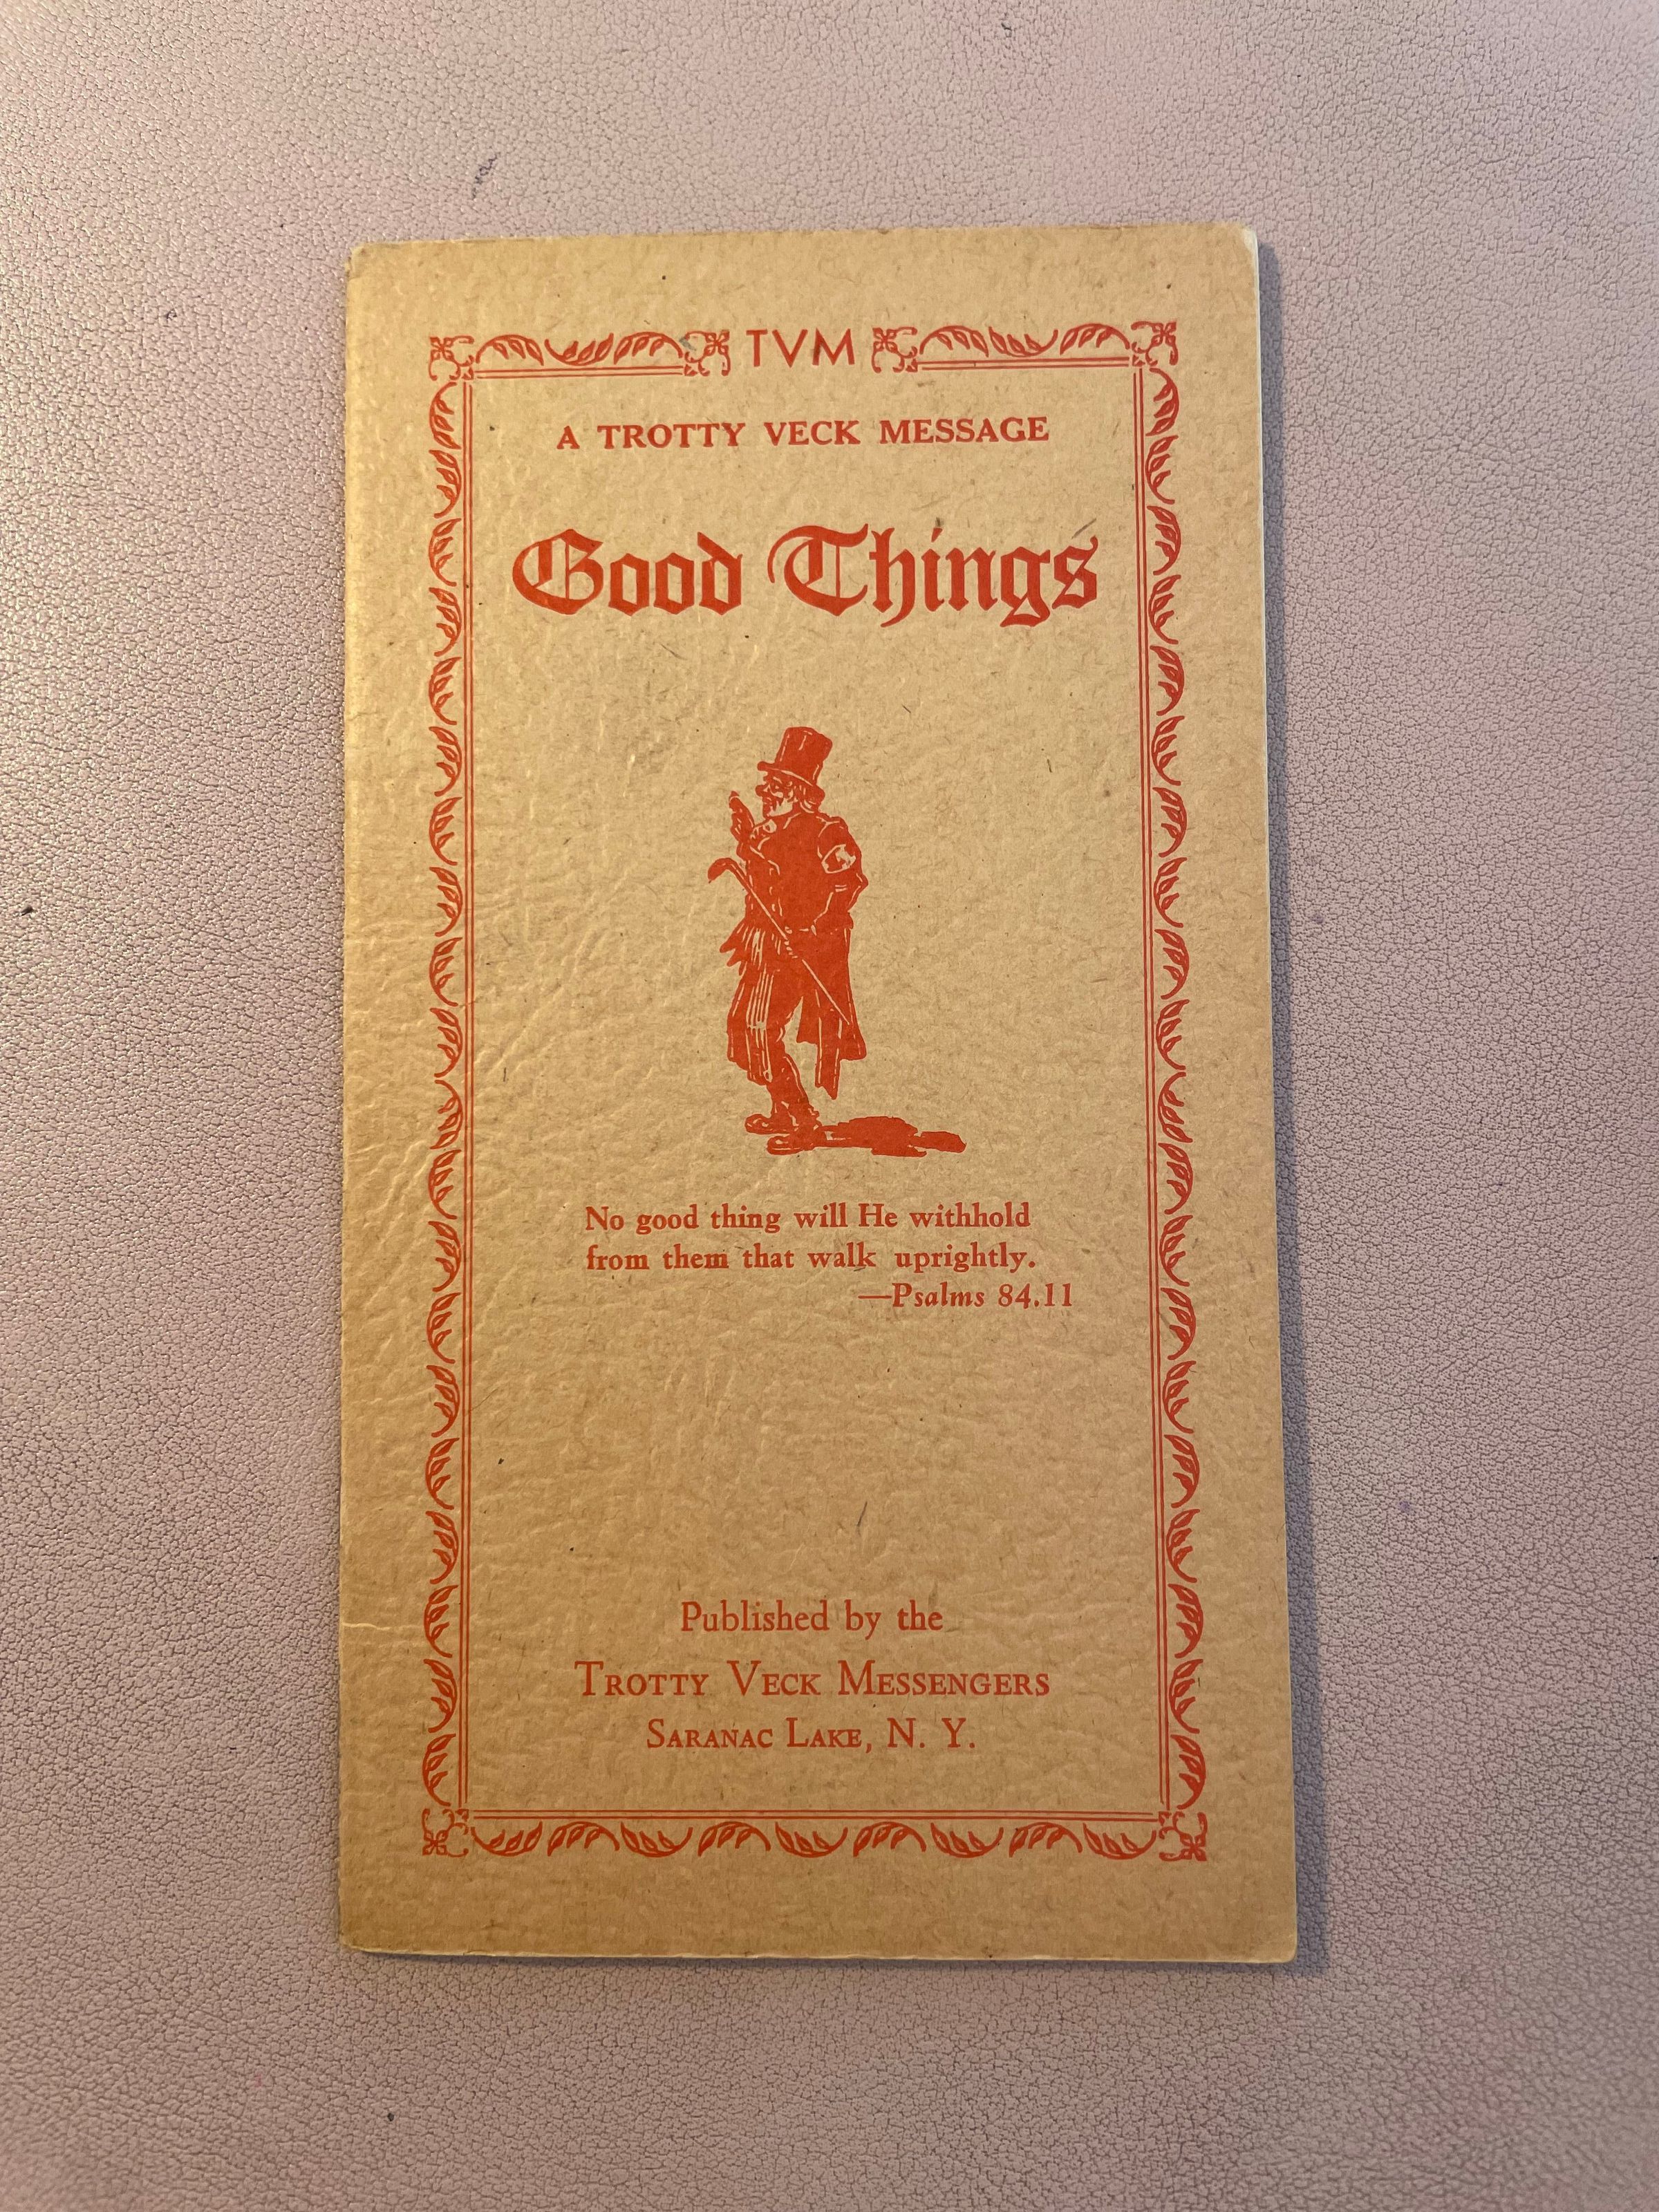 TVM
A TROTTY VECK MESSAGE
Good Things
No good thing will He withhold
from them that walk uprightly.
—Psalms 84.11
Published by the
TROTTY VECK MESSENGERS
SARANAC LAKE, N. Y.